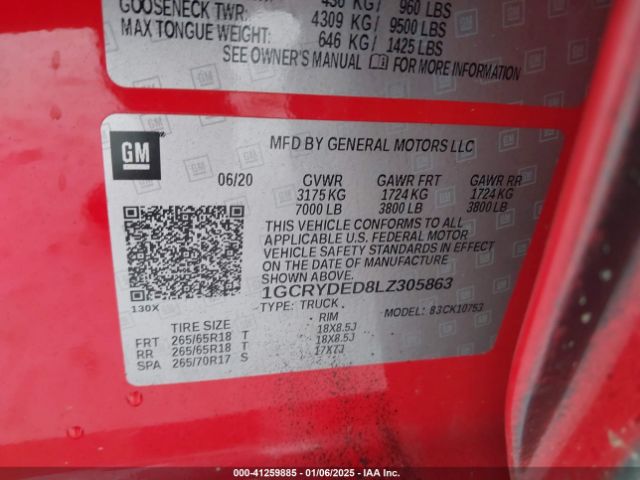 430 KG/ 960 LBS
GOOSENECK TWR: 4309 KG/ 9500 LBS
MAX TONGUE WEIGHT: 646 KG/ 1425 LBS
SEE OWNER'S MANUAL FOR MORE INFORMATION
GM
MFD BY GENERAL MOTORS LLC
06/20 GVWR GAWR FRT GAWR RR
3175 KG 1724 KG 1724 KG
7000 LB 3800 LB 3800 LB
THIS VEHICLE CONFORMS TO ALL
APPLICABLE U.S. FEDERAL MOTOR
VEHICLE SAFETY STANDARDS IN EFFECT
ON THE DATE OF MANUFACTURE
SHOWN ABOVE.
1GCRYDED8LZ305863
130X
TYPE: TRUCK MODEL: 83CK10753
TIRE SIZE RIM
FRT 265/65R18 T 18X8.5J
RR 265/65R18 T 18X8.5J
SPA 265/70R17 S 17X7J
000-41259885 - 01/06/2025 - IAA Inc.